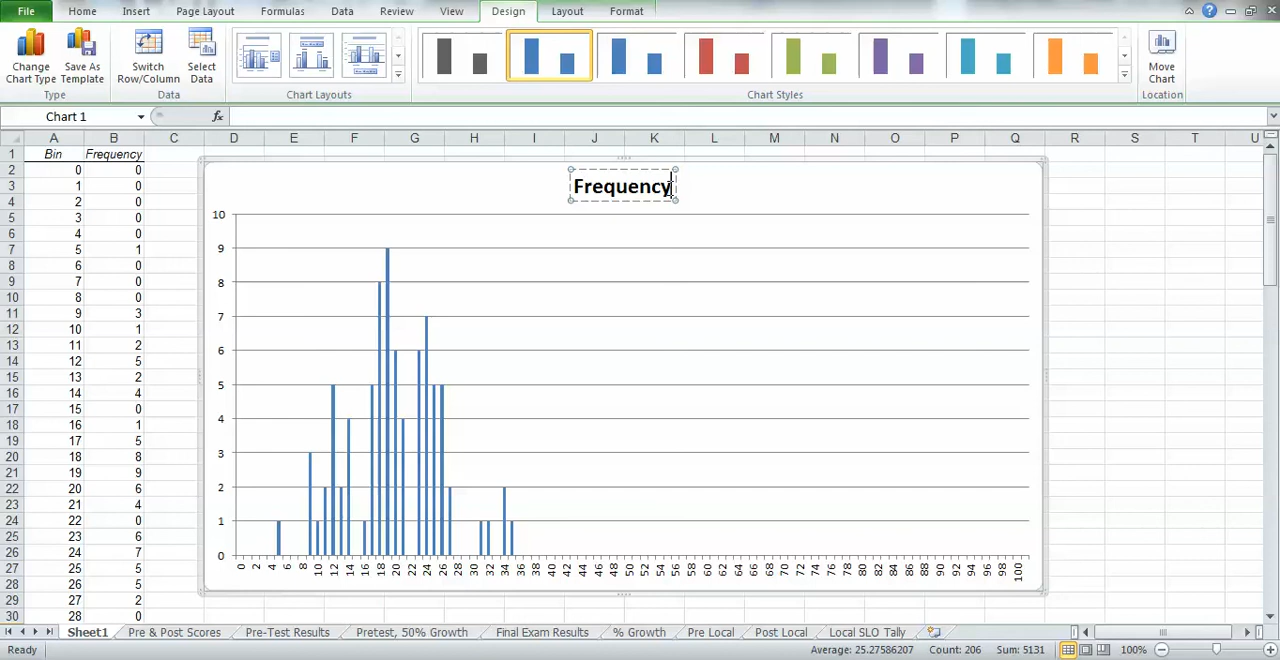 File Home Insert Page Layout Formulas Data Review View Design Layout Format
Change Chart Type Save As Template Switch Row/Column Select Data Move Chart
Type Data Chart Layouts Chart Styles Location
Chart 1 fx
A B C D E F G H I J K L M N O P Q R S T U
1 Bin Frequency
2 0 0
3 1 0
4 2 0
5 3 0
6 4 0
7 5 1
8 6 0
9 7 0
10 8 0
11 9 3
12 10 1
13 11 2
14 12 5
15 13 2
16 14 4
17 15 0
18 16 1
19 17 5
20 18 8
21 19 9
22 20 6
23 21 4
24 22 0
25 23 6
26 24 7
27 25 5
28 26 5
29 27 2
30 28 0
Frequency
10
9
8
7
6
5
4
3
2
1
0
0 2 4 6 8 10 12 14 16 18 20 22 24 26 28 30 32 34 36 38 40 42 44 46 48 50 52 54 56 58 60 62 64 66 68 70 72 74 76 78 80 82 84 86 88 90 92 94 96 98 100
Sheet1 Pre & Post Scores Pre-Test Results Pretest, 50% Growth Final Exam Results % Growth Pre Local Post Local Local SLO Tally
Ready Average: 25.27586207 Count: 206 Sum: 5131 100%